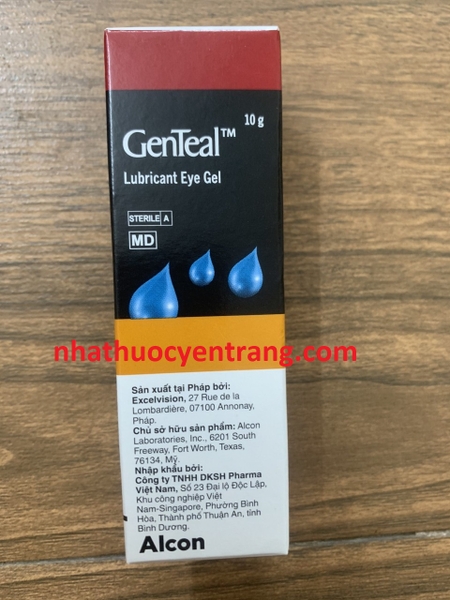 10 g
GenTeal™
Lubricant Eye Gel
STERILE A
MD
nhathuocyentrang.com
Sản xuất tại Pháp bởi:
Excelvision, 27 Rue de la
Lombardière, 07100 Annonay,
Pháp.
Chủ sở hữu sản phẩm: Alcon
Laboratories, Inc., 6201 South
Freeway, Fort Worth, Texas,
76134, Mỹ.
Nhập khẩu bởi:
Công ty TNHH DKSH Pharma
Việt Nam, Số 23 Đại lộ Độc Lập,
Khu công nghiệp Việt
Nam-Singapore, Phường Bình
Hòa, Thành phố Thuận An, tỉnh
Bình Dương.
Alcon